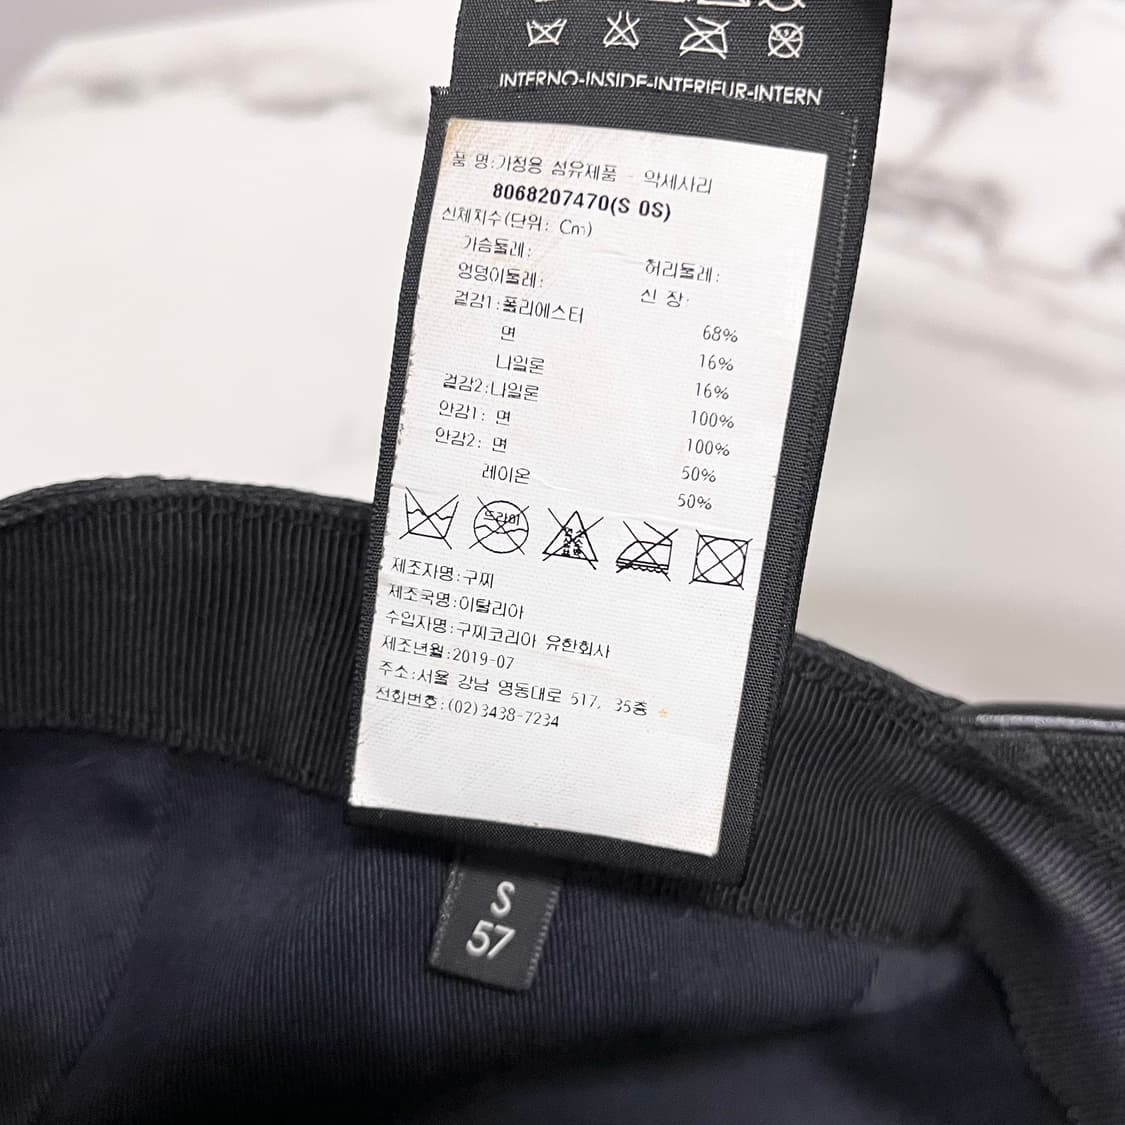 INTERNO-INSIDE-INTERIEUR-INTERN
품 명:가정용 섬유제품 - 악세사리
8068207470(S 0S)
신체치수(단위: Cm)
가슴둘레: 허리둘레:
엉덩이둘레: 신 장:
겉감1:폴리에스터 68%
면 16%
나일론 16%
겉감2:나일론 100%
안감1: 면 100%
안감2: 면 50%
레이온 50%
드라이
제조자명:구찌
제조국명:이탈리아
수입자명:구찌코리아 유한회사
제조년월:2019-07
주소:서울 강남 영동대로 517, 35층
전화번호:(02)3438-7234
S
57